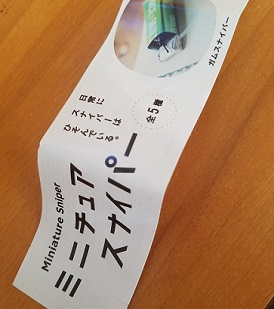 Miniature Sniper
ミニチュア
スナイパー
日常に
スナイパーは
ひそんでいる。
全5種
ガムスナイパー